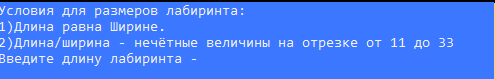 Условия для размеров лабиринта:
1)Длина равна Ширине.
2)Длина/ширина - нечётные величины на отрезке от 11 до 33
Введите длину лабиринта -